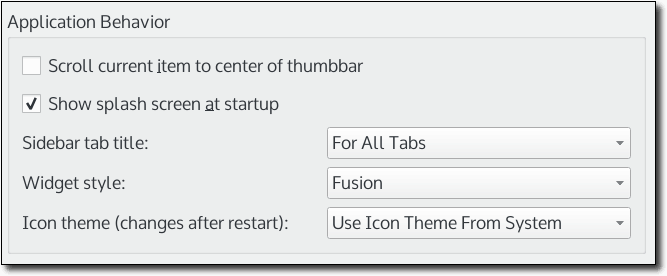 Application Behavior
Scroll current item to center of thumbbar
Show splash screen at startup
Sidebar tab title: For All Tabs
Widget style: Fusion
Icon theme (changes after restart): Use Icon Theme From System